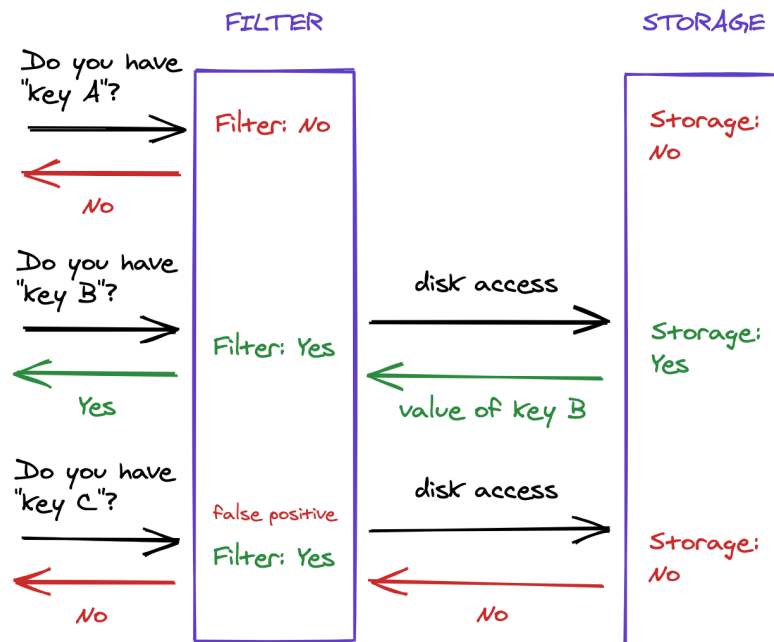 FILTER
STORAGE
Do you have
"key A"?
Filter: No
Storage:
No
No
Do you have
"key B"?
disk access
Filter: Yes
Storage:
Yes
Yes
value of key B
Do you have
"key C"?
disk access
false positive
Filter: Yes
Storage:
No
No
No